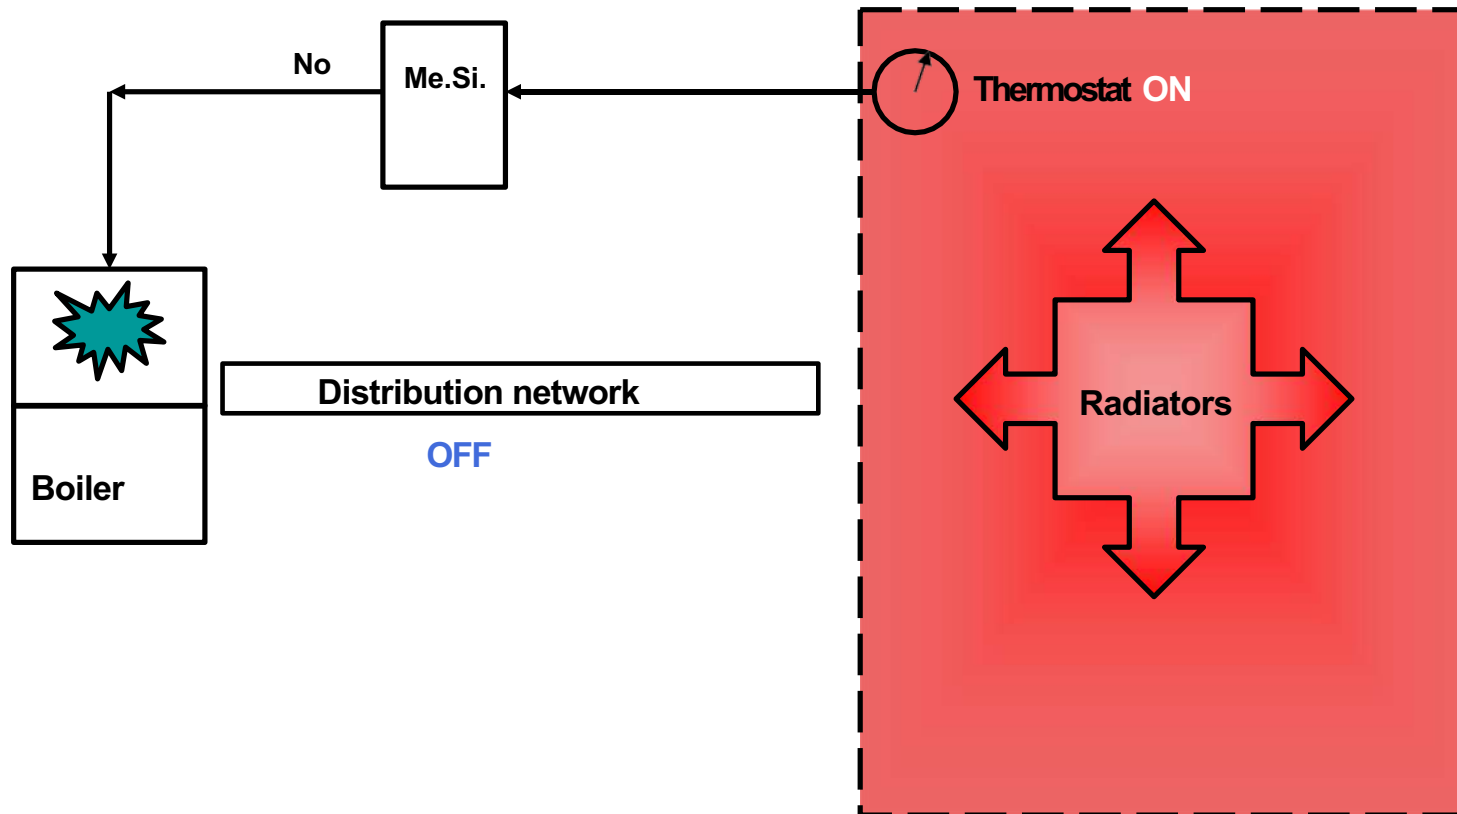 No
Me.Si.
Thermostat ON
Distribution network
Radiators
OFF
Boiler